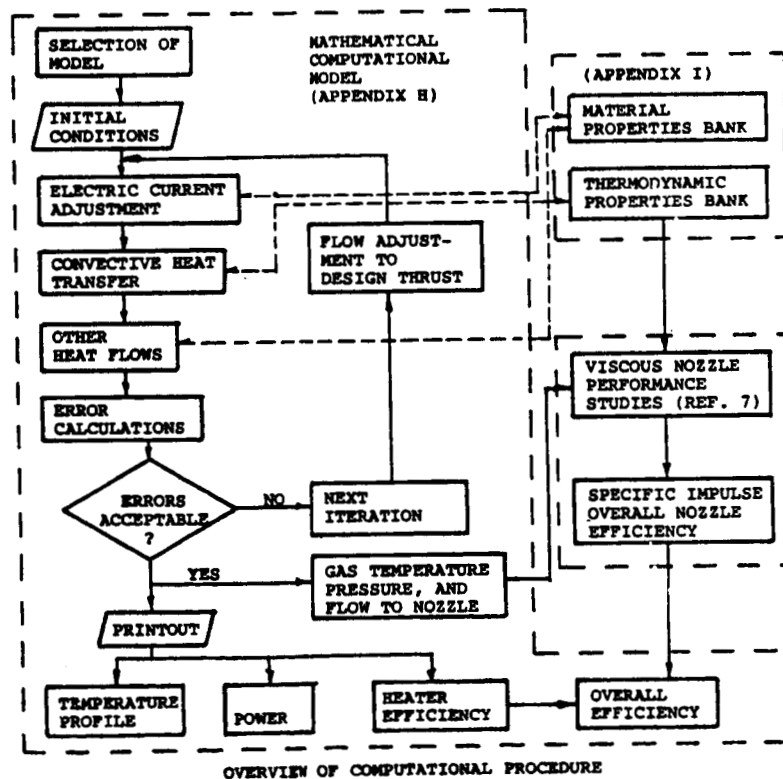 SELECTION OF
MODEL
MATHEMATICAL
COMPUTATIONAL
MODEL
(APPENDIX H)
(APPENDIX I)
INITIAL
CONDITIONS
MATERIAL
PROPERTIES BANK
ELECTRIC CURRENT
ADJUSTMENT
THERMODYNAMIC
PROPERTIES BANK
FLOW ADJUST-
MENT TO
DESIGN THRUST
CONVECTIVE HEAT
TRANSFER
OTHER
HEAT FLOWS
VISCOUS NOZZLE
PERFORMANCE
STUDIES (REF. 7)
ERROR
CALCULATIONS
ERRORS
ACCEPTABLE
?
NO
NEXT
ITERATION
SPECIFIC IMPULSE
OVERALL NOZZLE
EFFICIENCY
YES
GAS TEMPERATURE
PRESSURE, AND
FLOW TO NOZZLE
PRINTOUT
TEMPERATURE
PROFILE
POWER
HEATER
EFFICIENCY
OVERALL
EFFICIENCY
OVERVIEW OF COMPUTATIONAL PROCEDURE